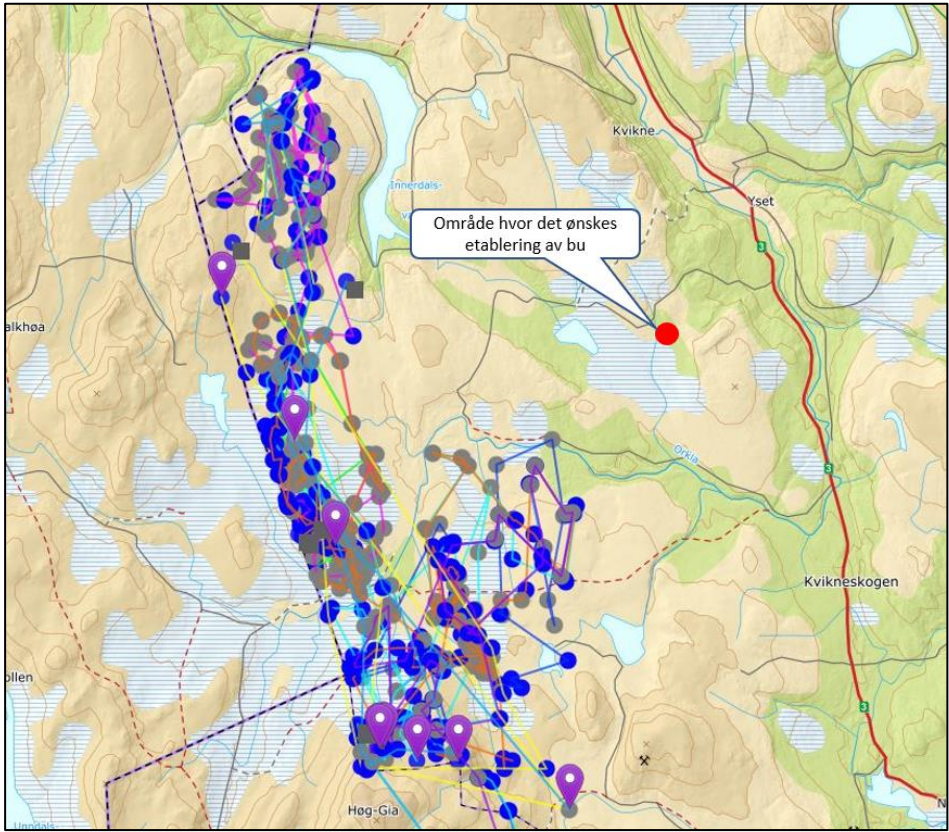 Kvikne
Innerdals-
Yset
3
Område hvor det ønskes
etablering av bu
alkhøa
Orkla
3
Kvikneskogen
ollen
3
Høg-Gia
N
Unndals-